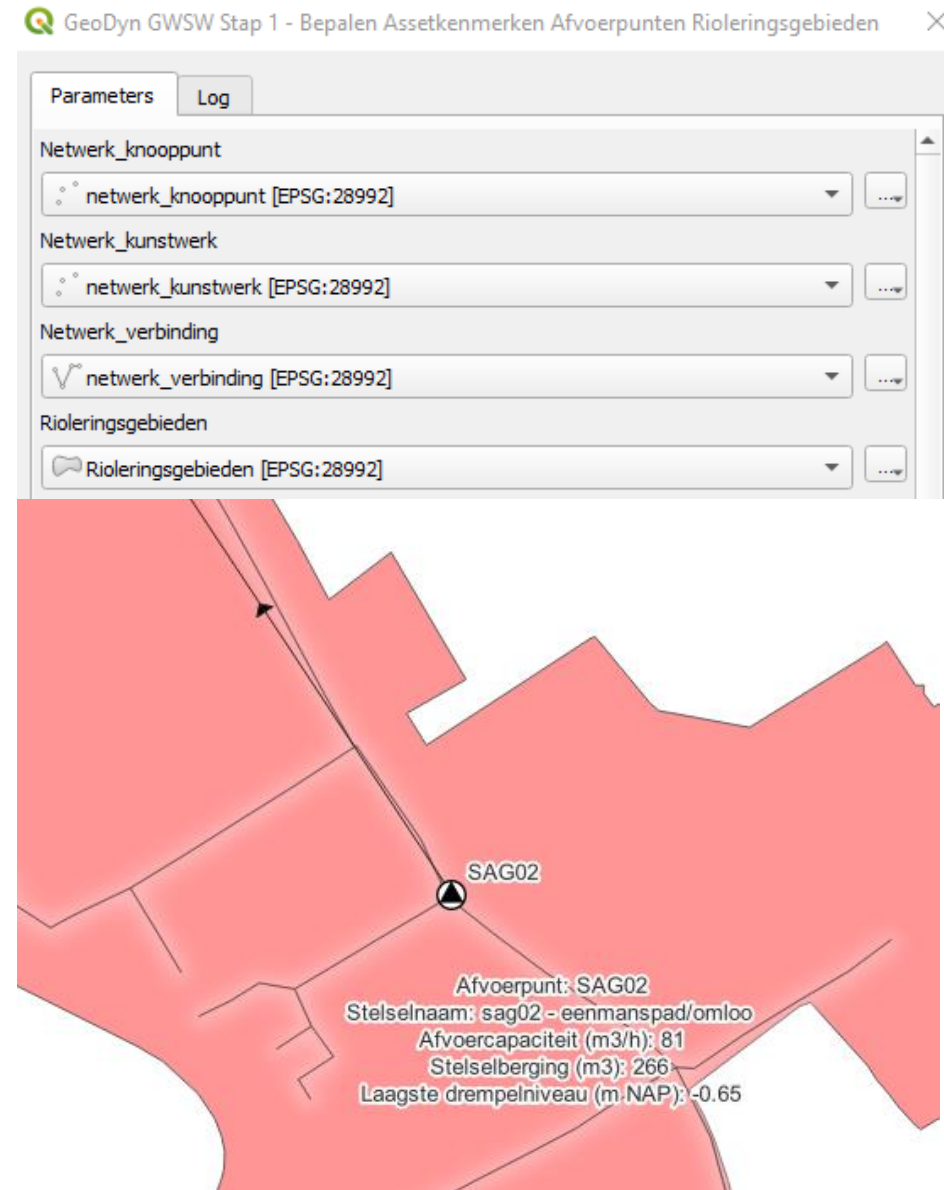 GeoDyn GWSW Stap 1 - Bepalen Assetkenmerken Afvoerpunten Rioleringsgebieden
Parameters
Log
Netwerk_knooppunt
netwerk_knooppunt [EPSG:28992]
...
Netwerk_kunstwerk
netwerk_kunstwerk [EPSG:28992]
...
Netwerk_verbinding
netwerk_verbinding [EPSG:28992]
...
Rioleringsgebieden
Rioleringsgebieden [EPSG:28992]
...
SAG02
Afvoerpunt: SAG02
Stelselnaam: sag02 - eenmanspad/omloo
Afvoercapaciteit (m3/h): 81
Stelselberging (m3): 266
Laagste drempelniveau (m NAP): -0.65